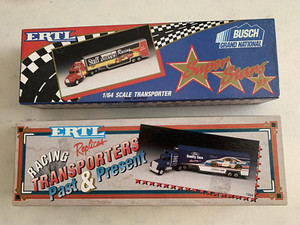 ERTL
BUSCH
GRAND NATIONAL
Super Stars
1/64 SCALE TRANSPORTER
ERTL
Replicas
RACING
TRANSPORTERS
Past & Present